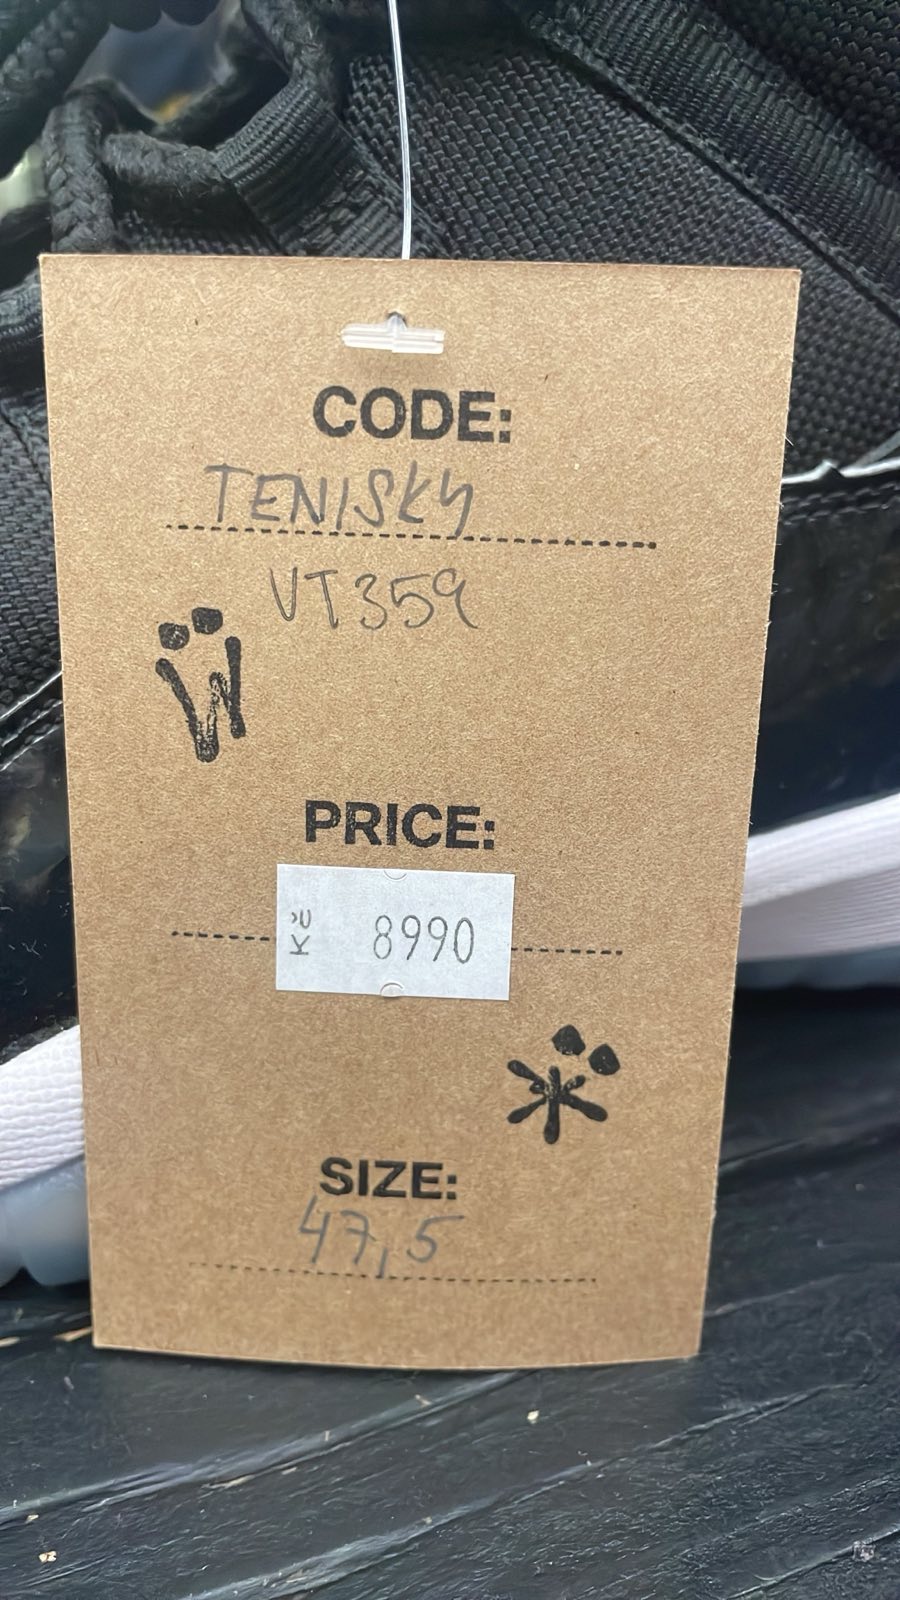 CODE:
TENISKY
VT359
PRICE:
Kč 8990
SIZE:
47,5